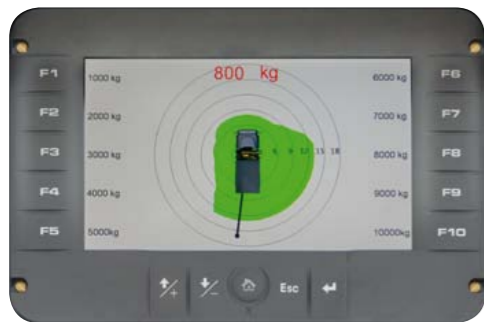 800 kg
F1 1000 kg 6000 kg F6
F2 2000 kg 7000 kg F7
F3 3000 kg 6 9 12 15 18 8000 kg F8
F4 4000 kg 9000 kg F9
F5 5000kg 10000kg F10
+ - Esc